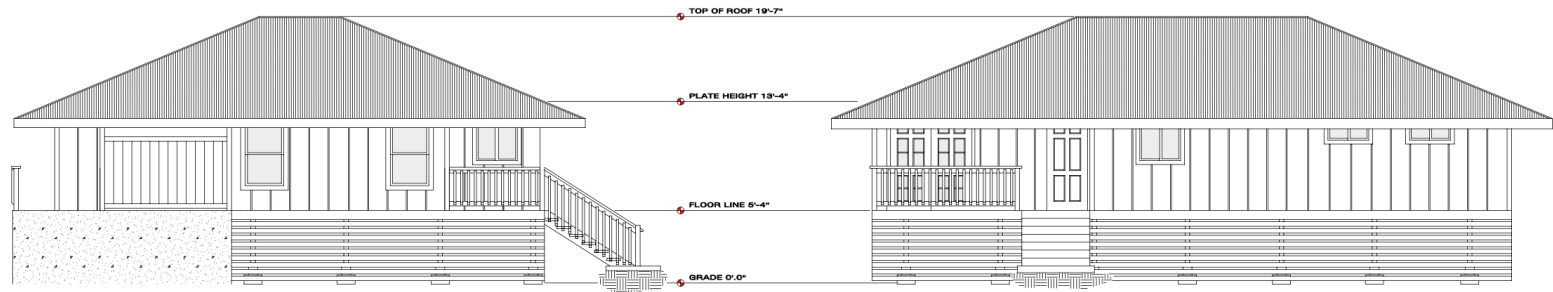 TOP OF ROOF 19'-7"
PLATE HEIGHT 13'-4"
FLOOR LINE 5'-4"
GRADE 0'.0"